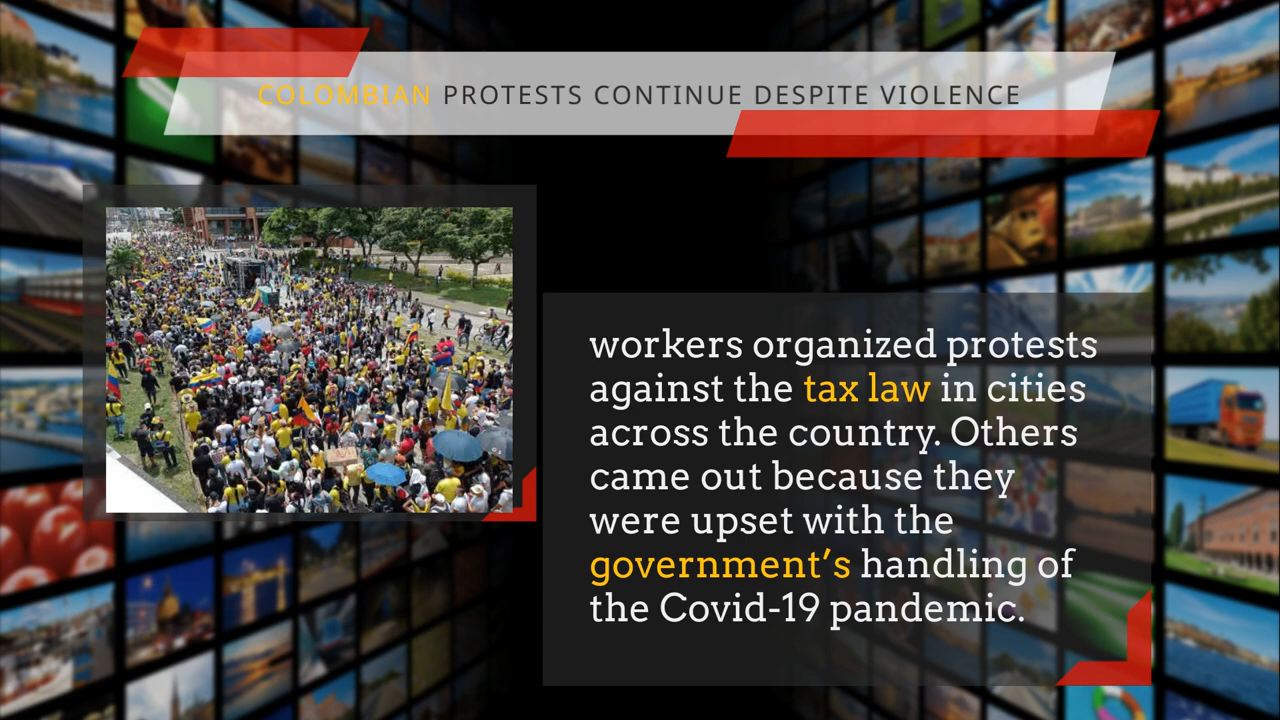 COLOMBIAN PROTESTS CONTINUE DESPITE VIOLENCE
workers organized protests
against the tax law in cities
across the country. Others
came out because they
were upset with the
government’s handling of
the Covid-19 pandemic.